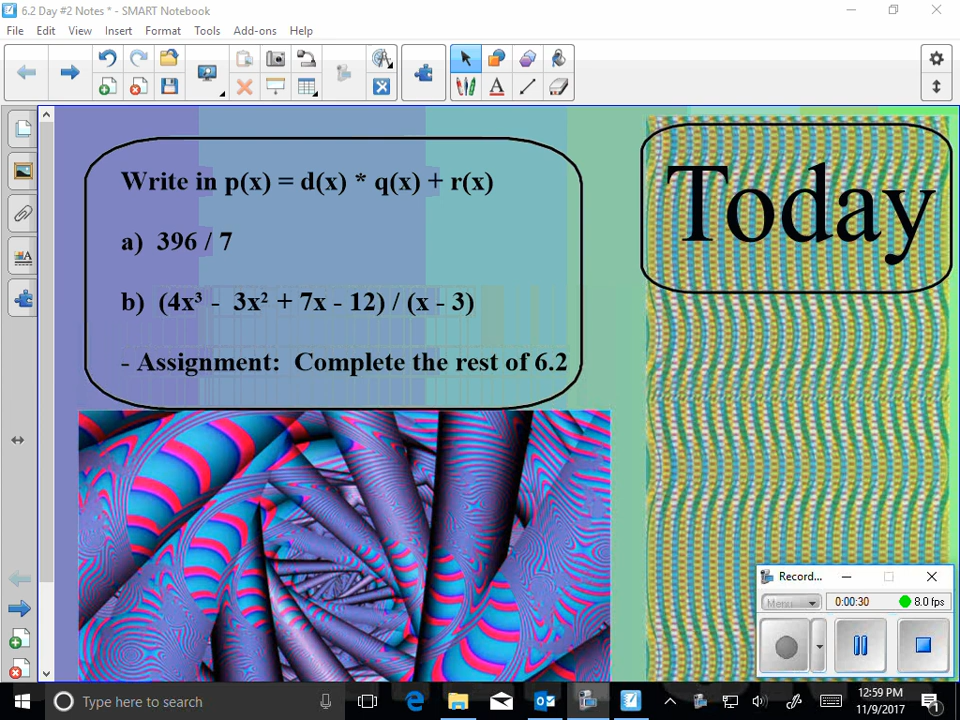 6.2 Day #2 Notes * - SMART Notebook
File Edit View Insert Format Tools Add-ons Help
Write in p(x) = d(x) * q(x) + r(x)
a) 396 / 7
b) (4x³ - 3x² + 7x - 12) / (x - 3)
- Assignment: Complete the rest of 6.2
Today
Record...
Menu
0:00:30
8.0 fps
Type here to search
12:59 PM
11/9/2017
1